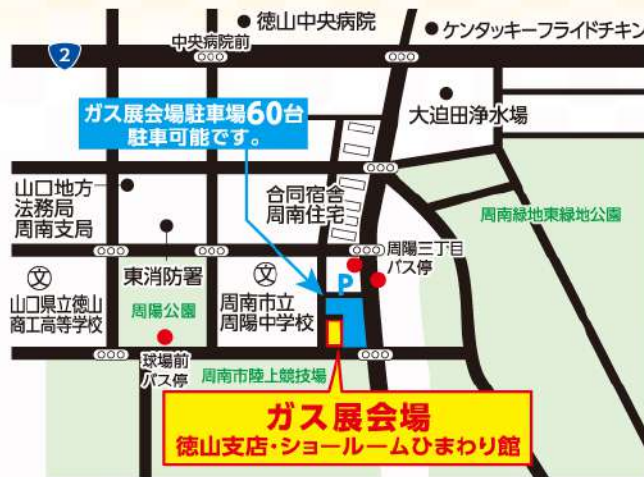 徳山中央病院
ケンタッキーフライドチキン
中央病院前
2
ガス展会場駐車場60台
駐車可能です。
大迫田浄水場
山口地方
法務局
周南支局
合同宿舎
周南住宅
周南緑地東緑地公園
東消防署
周陽三丁目
バス停
P
文
文
山口県立徳山
商工高等学校
周陽公園
周南市立
周陽中学校
球場前
バス停
周南市陸上競技場
ガス展会場
徳山支店・ショールームひまわり館